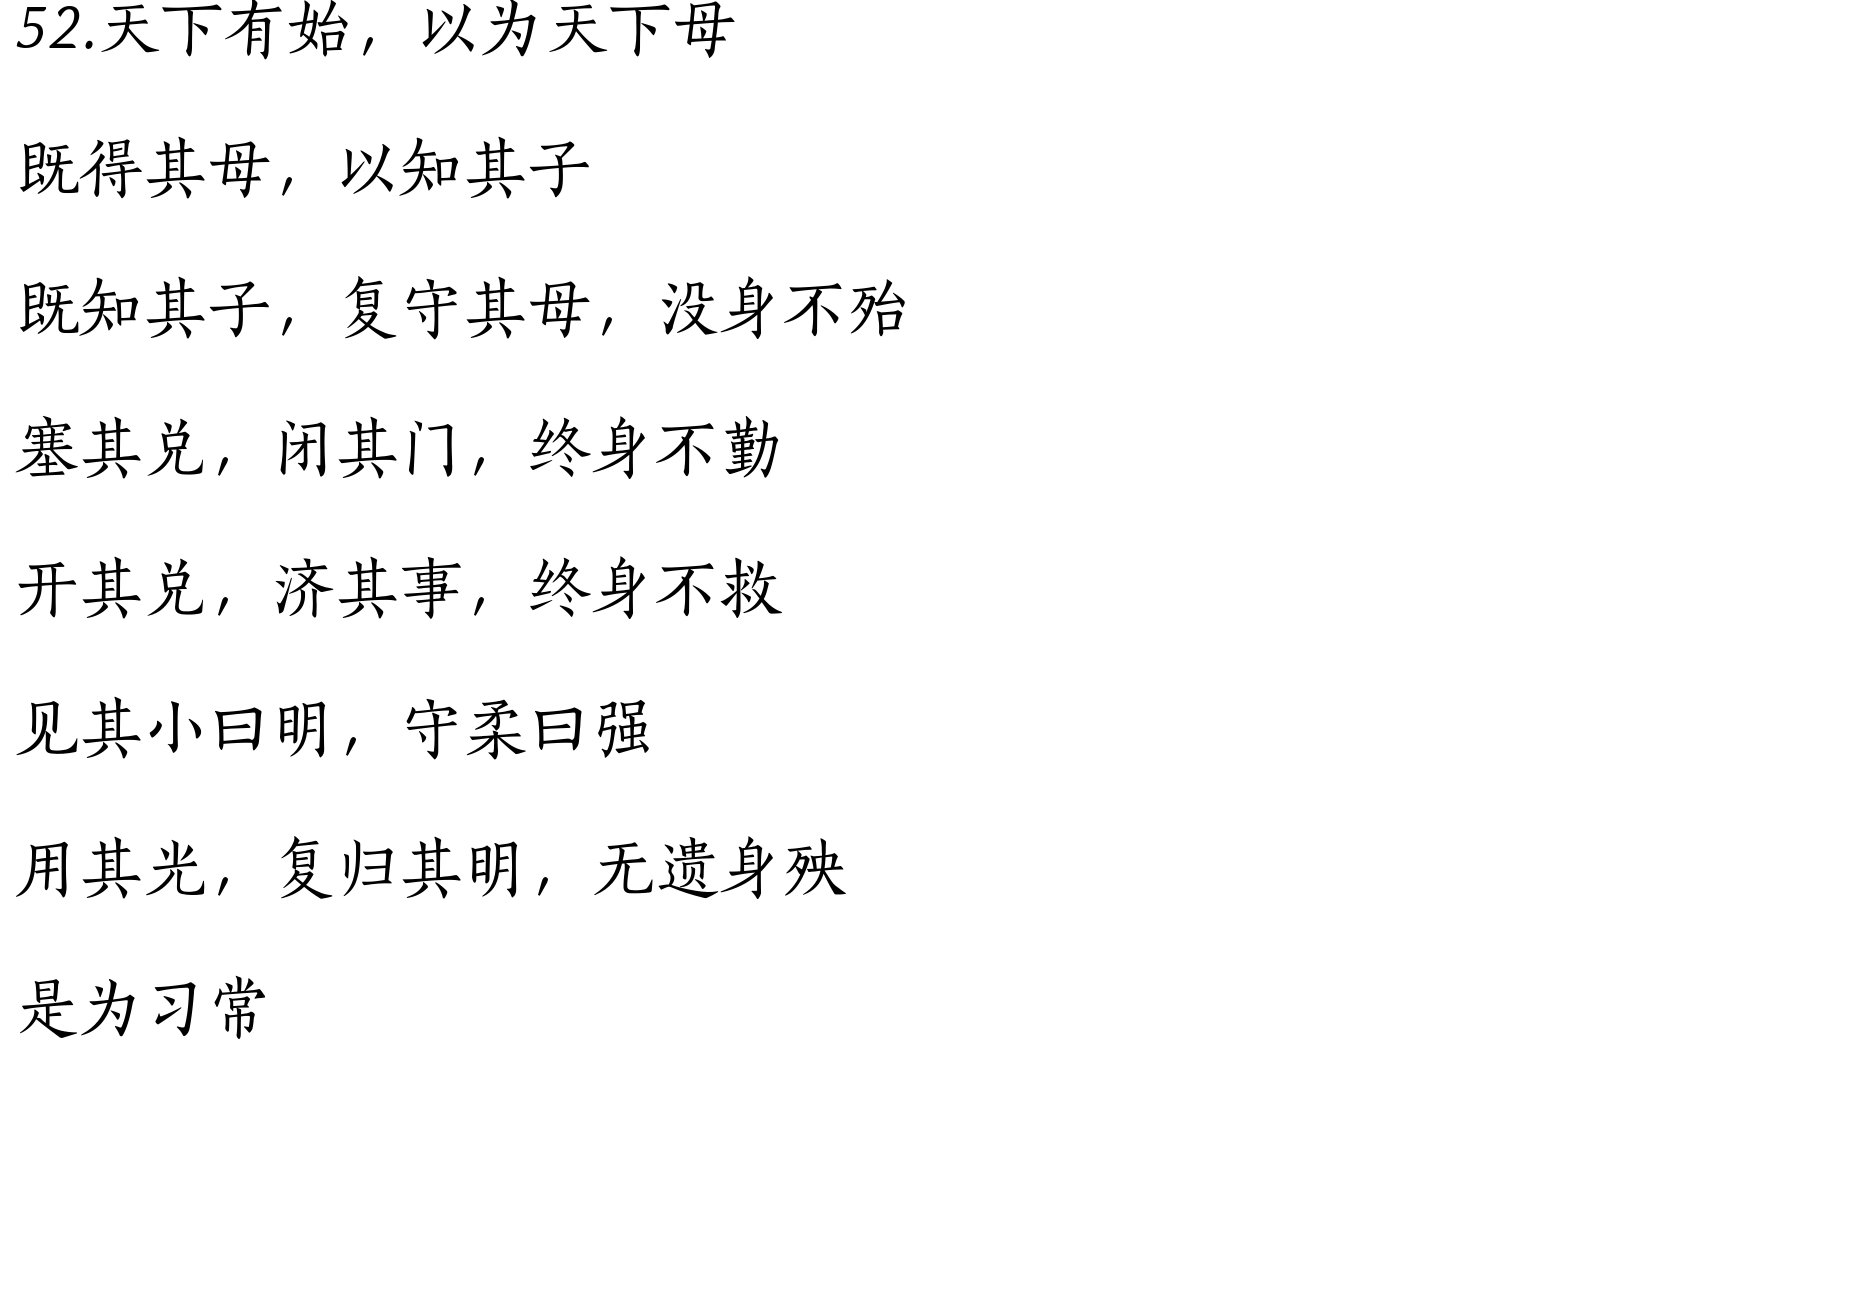 52.天下有始，以为天下母
既得其母，以知其子
既知其子，复守其母，没身不殆
塞其兑，闭其门，终身不勤
开其兑，济其事，终身不救
见其小曰明，守柔曰强
用其光，复归其明，无遗身殃
是为习常